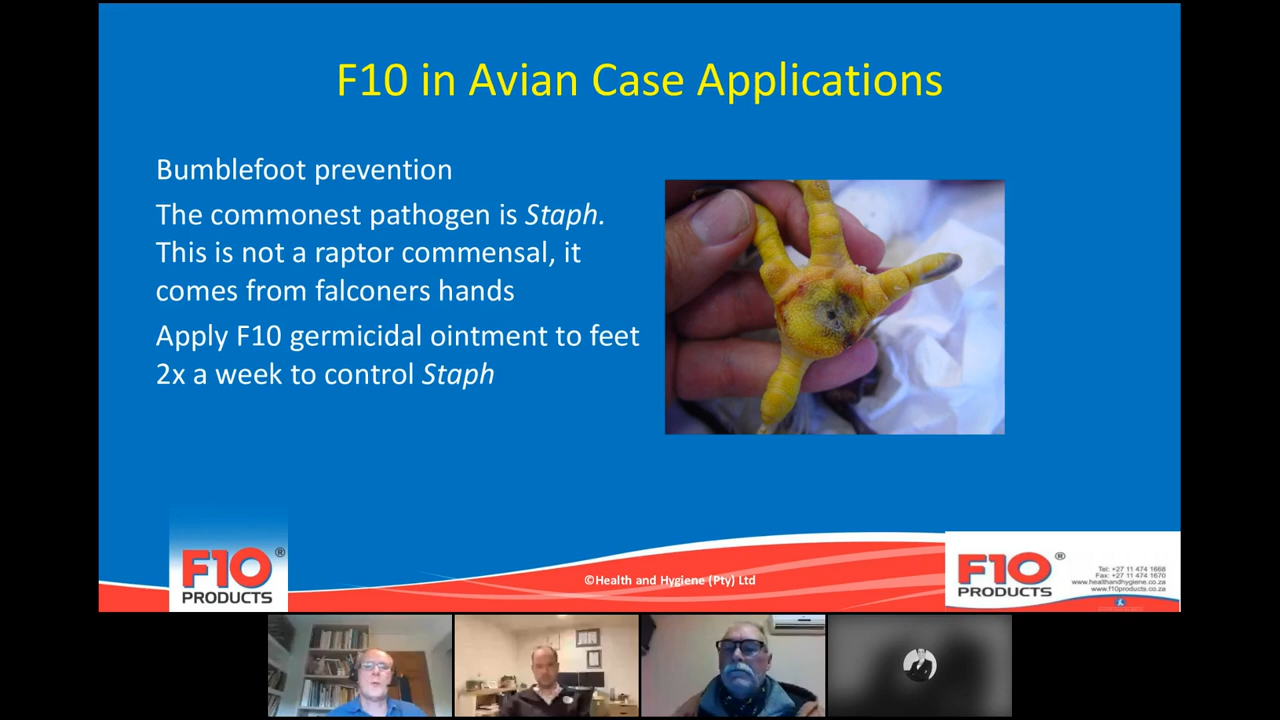 F10 in Avian Case Applications
Bumblefoot prevention
The commonest pathogen is Staph.
This is not a raptor commensal, it
comes from falconers hands
Apply F10 germicidal ointment to feet
2x a week to control Staph
F10®
PRODUCTS
©Health and Hygiene (Pty) Ltd
F10®
PRODUCTS
Tel: +27 11 474 1668
Fax: +27 11 474 1670
www.healthandhygiene.co.za
www.f10products.co.za